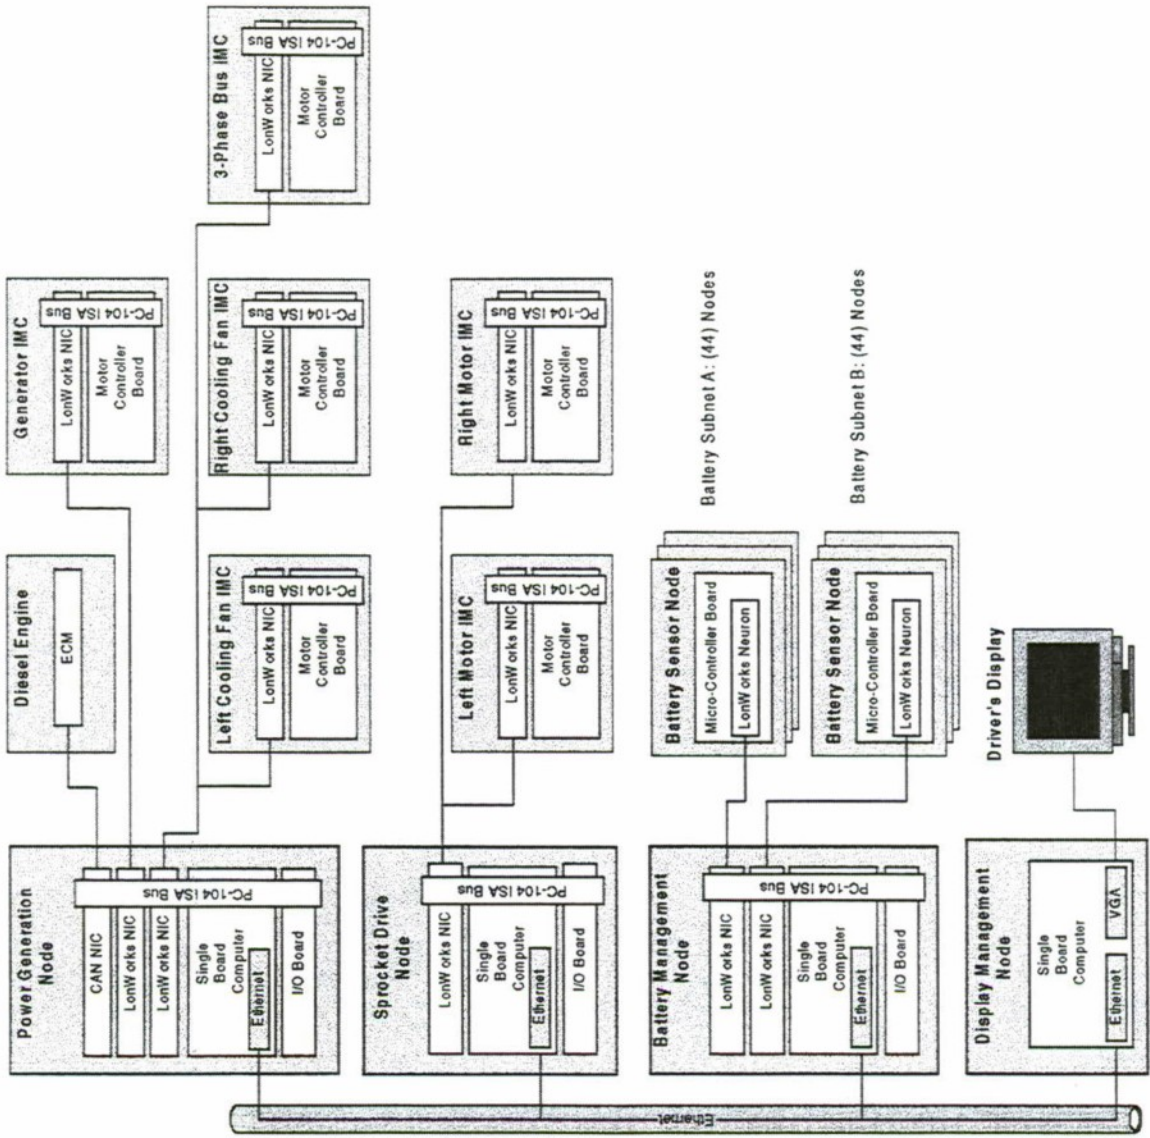 Power Generation
Node
CAN NIC
LonWorks NIC
LonWorks NIC
Single
Board
Computer
Ethernet
I/O Board
PC-104 ISA Bus
Diesel Engine
ECM
Generator IMC
LonWorks NIC
Motor
Controller
Board
PC-104 ISA
Bus
Left Cooling Fan IMC
LonWorks NIC
Motor
Controller
Board
PC-104 ISA
Bus
Right Cooling Fan IMC
LonWorks NIC
Motor
Controller
Board
PC-104 ISA
Bus
3-Phase Bus IMC
LonWorks NIC
Motor
Controller
Board
PC-104 ISA
Bus
Sprocket Drive
Node
LonWorks NIC
Single
Board
Computer
Ethernet
I/O Board
PC-104 ISA Bus
Left Motor IMC
LonWorks NIC
Motor
Controller
Board
PC-104 ISA
Bus
Right Motor IMC
LonWorks NIC
Motor
Controller
Board
PC-104 ISA
Bus
Battery Management
Node
LonWorks NIC
LonWorks NIC
Single
Board
Computer
Ethernet
I/O Board
PC-104 ISA Bus
Battery Sensor Node
Micro-Controller Board
LonWorks Neuron
Battery Subnet A: (44) Nodes
Battery Sensor Node
Micro-Controller Board
LonWorks Neuron
Battery Subnet B: (44) Nodes
Display Management
Node
Single
Board
Computer
Ethernet
VGA
Driver's Display
Ethernet